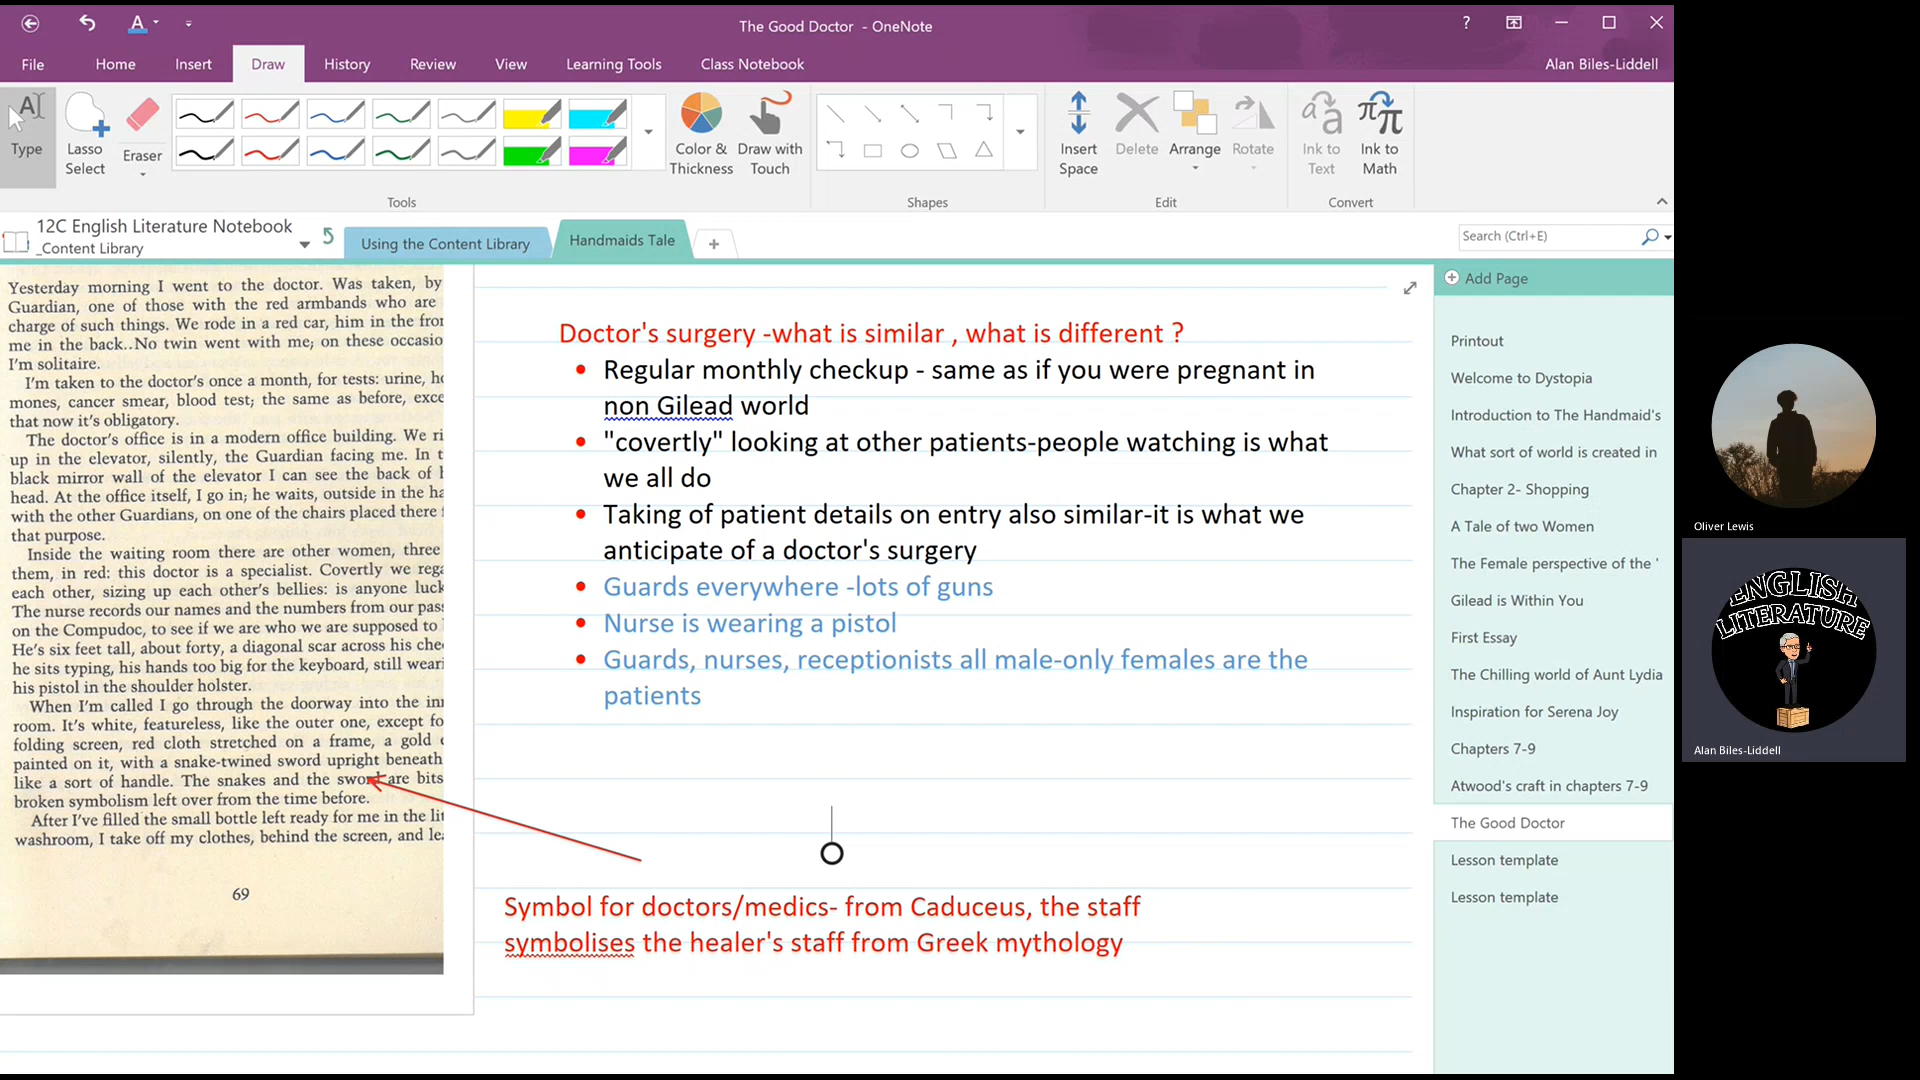 The Good Doctor - OneNote
?
File
Home
Insert
Draw
History
Review
View
Learning Tools
Class Notebook
Alan Biles-Liddell
Type
Lasso Select
Eraser
Color & Thickness
Draw with Touch
Insert Space
Delete
Arrange
Rotate
Ink to Text
Ink to Math
Tools
Shapes
Edit
Convert
12C English Literature Notebook
_Content Library
Using the Content Library
Handmaids Tale
Search (Ctrl+E)
Yesterday morning I went to the doctor. Was taken, by
Guardian, one of those with the red armbands who are
charge of such things. We rode in a red car, him in the
me in the back..No twin went with me; on these
I'm solitaire.
I'm taken to the doctor's once a month, for tests: urine,
mones, cancer smear, blood test; the same as before,
that now it's obligatory.
The doctor's office is in a modern office building. We
up in the elevator, silently, the Guardian facing me. In
black mirror wall of the elevator I can see the back of
head. At the office itself, I go in; he waits, outside in the
with the other Guardians, on one of the chairs placed there
that purpose.
Inside the waiting room there are other women, three
them, in red: this doctor is a specialist. Covertly we
each other, sizing up each other's bellies: is anyone
The nurse records our names and the numbers from our
on the Compudoc, to see if we are who we are supposed to
He's six feet tall, about forty, a diagonal scar across his
he sits typing, his hands too big for the keyboard, still
his pistol in the shoulder holster.
When I'm called I go through the doorway into the
room. It's white, featureless, like the outer one, except
folding screen, red cloth stretched on a frame, a gold
painted on it, with a snake-twined sword upright beneath
like a sort of handle. The snakes and the sword are bits
broken symbolism left over from the time before.
After I've filled the small bottle left ready for me in the
washroom, I take off my clothes, behind the screen, and
69
Doctor's surgery -what is similar , what is different ?
• Regular monthly checkup - same as if you were pregnant in
non Gilead world
• "covertly" looking at other patients-people watching is what
we all do
• Taking of patient details on entry also similar-it is what we
anticipate of a doctor's surgery
• Guards everywhere -lots of guns
• Nurse is wearing a pistol
• Guards, nurses, receptionists all male-only females are the
patients
Symbol for doctors/medics- from Caduceus, the staff
symbolises the healer's staff from Greek mythology
Add Page
Printout
Welcome to Dystopia
Introduction to The Handmaid's
What sort of world is created in
Chapter 2- Shopping
A Tale of two Women
The Female perspective of the '
Gilead is Within You
First Essay
The Chilling world of Aunt Lydia
Inspiration for Serena Joy
Chapters 7-9
Atwood's craft in chapters 7-9
The Good Doctor
Lesson template
Lesson template
Oliver Lewis
ENGLISH
LITERATURE
Alan Biles-Liddell